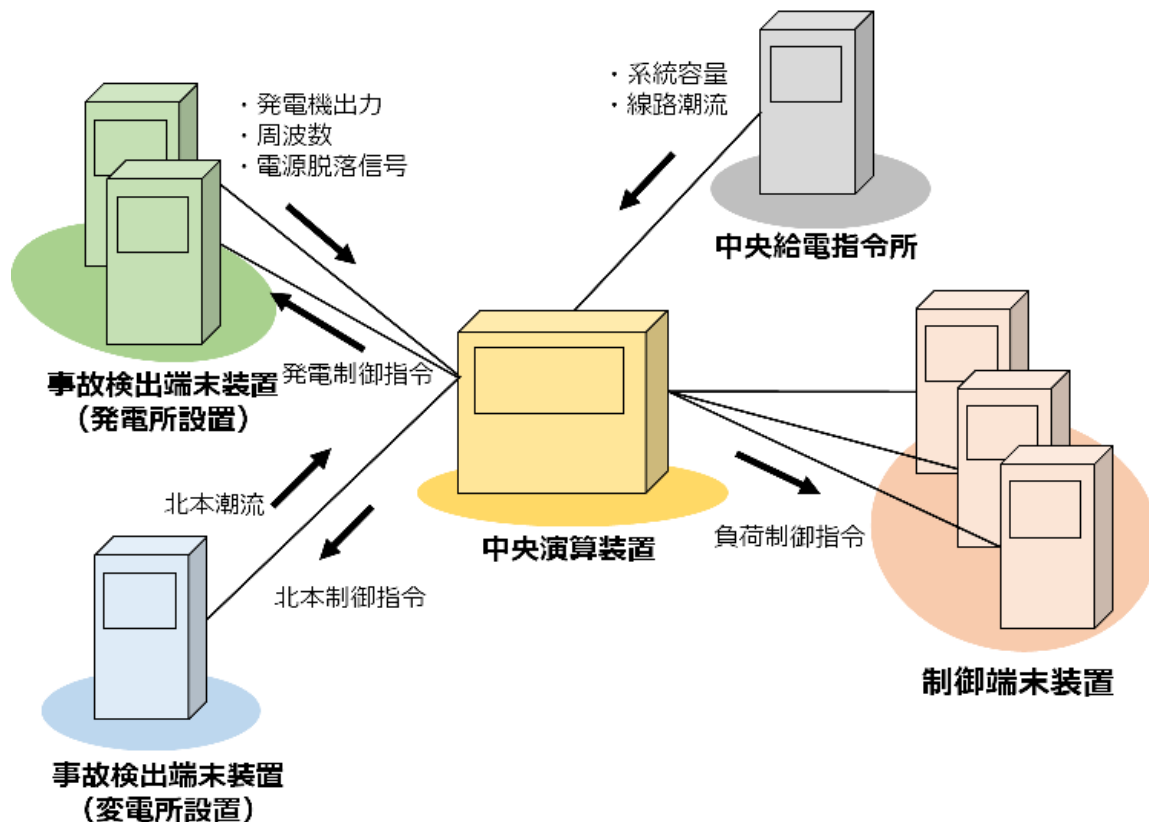 ・発電機出力
・周波数
・電源脱落信号
・系統容量
・線路潮流
中央給電指令所
事故検出端末装置
（発電所設置）
発電制御指令
北本潮流
北本制御指令
中央演算装置
負荷制御指令
制御端末装置
事故検出端末装置
（変電所設置）